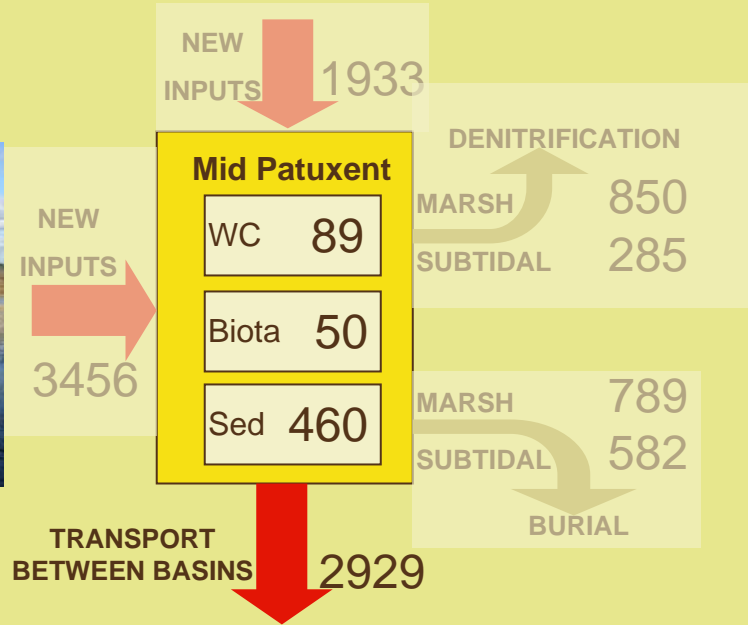 NEW
INPUTS 1933
DENITRIFICATION
Mid Patuxent
WC 89
MARSH 850
SUBTIDAL 285
NEW
INPUTS
3456
Biota 50
Sed 460
MARSH 789
SUBTIDAL 582
BURIAL
TRANSPORT
BETWEEN BASINS 2929